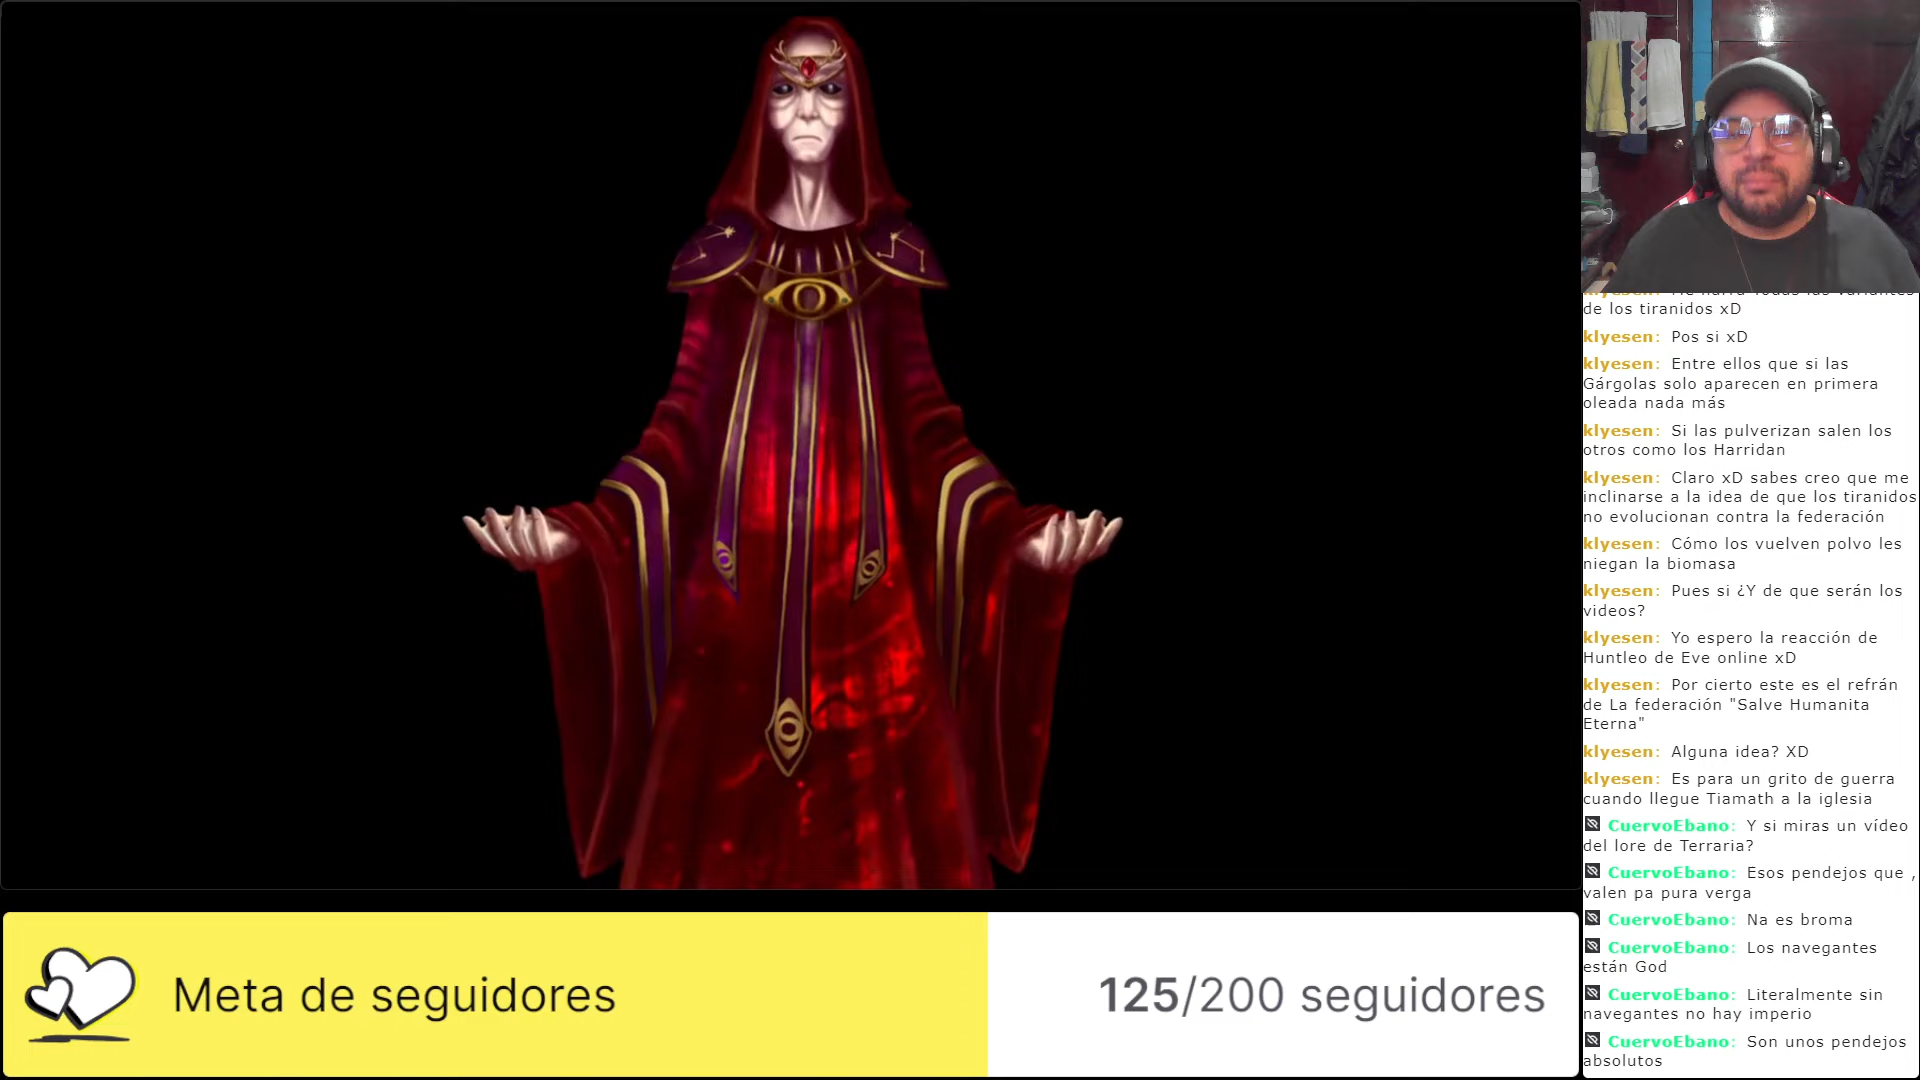 de los tiranidos xD
klyesen: Pos si xD
klyesen: Entre ellos que si las
Gárgolas solo aparecen en primera
oleada nada más
klyesen: Si las pulverizan salen los
otros como los Harridan
klyesen: Claro xD sabes creo que me
inclinarse a la idea de que los tiranidos
no evolucionan contra la federación
klyesen: Cómo los vuelven polvo les
niegan la biomasa
klyesen: Pues si ¿Y de que serán los
videos?
klyesen: Yo espero la reacción de
Huntleo de Eve online xD
klyesen: Por cierto este es el refrán
de La federación "Salve Humanita
Eterna"
klyesen: Alguna idea? XD
klyesen: Es para un grito de guerra
cuando llegue Tiamath a la iglesia
CuervoEbano: Y si miras un vídeo
del lore de Terraria?
CuervoEbano: Esos pendejos que ,
valen pa pura verga
CuervoEbano: Na es broma
CuervoEbano: Los navegantes
están God
CuervoEbano: Literalmente sin
navegantes no hay imperio
CuervoEbano: Son unos pendejos
absolutos
Meta de seguidores
125/200 seguidores